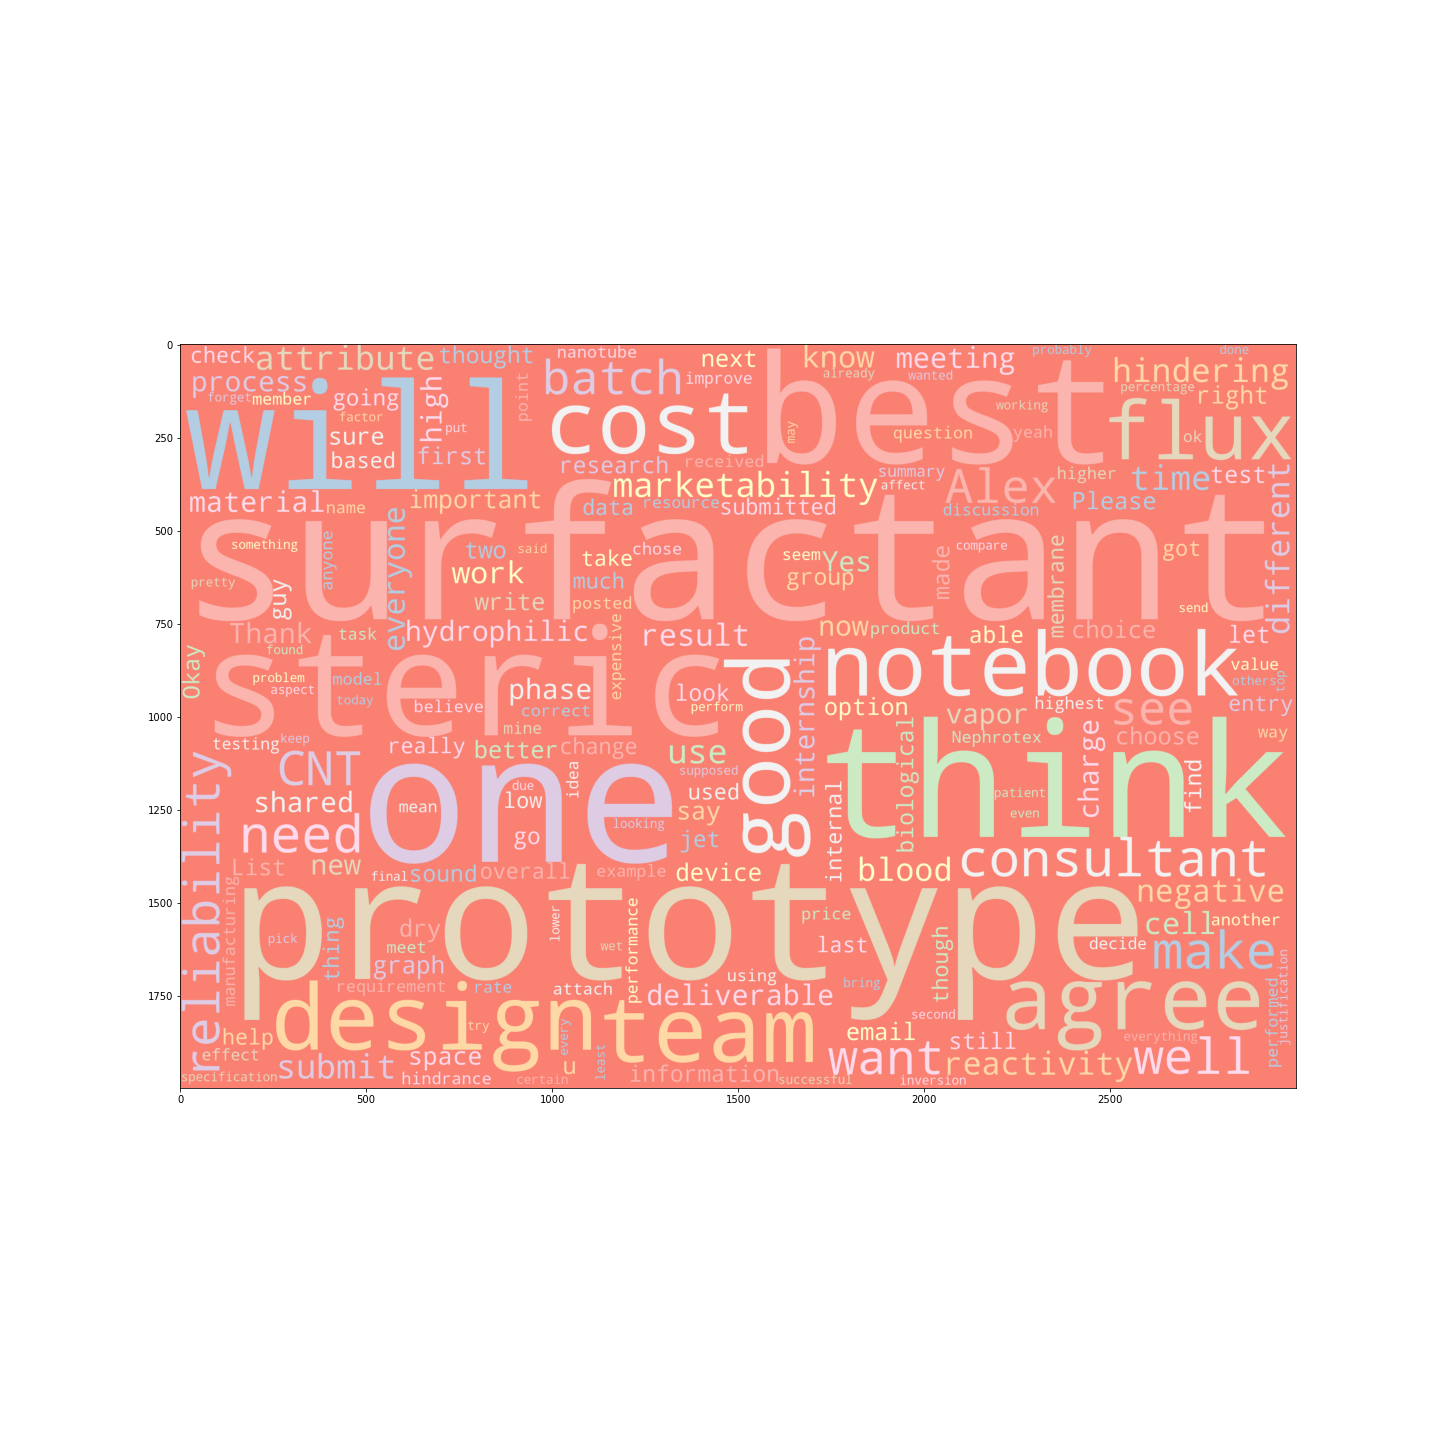 0
250
500
750
1000
1250
1500
1750
check attribute thought nanotube next know meeting probably done
process going high point batch improve best already wanted hindering
forget member factor put cost may working percentage right
will sure question yeah flux ok
based first research received summary higher time test
material name important marketability affect Alex Please different
data resource submitted discussion
surfactant
something anyone everyone two said take chose seem Yes made compare membrane got
pretty guy work much group
write posted send
Thank task hydrophilic expensive result internship now product able choice let
Okay found steric good notebook value
problem model phase look others top
aspect today believe correct perform option vapor highest see entry
testing keep mine Nephrotex choose way
really better change use think
CNT one idea supposed biological charge find
shared mean due low used patient
reliability need go looking say even
jet internal
List new final sound overall example device blood consultant
manufacturing prototype negative
thing dry lower performance price cell another
pick meet wet last though decide make
graph using
requirement rate attach deliverable bring agree performed justification
design team second
help try every least email still everything
effect submit space u want reactivity well
specification hindrance certain information successful inversion
0 500 1000 1500 2000 2500